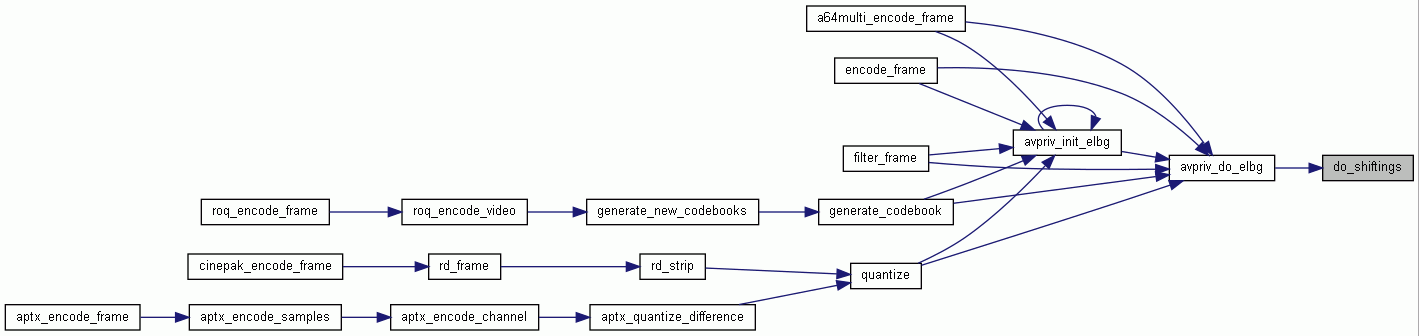 a64multi_encode_frame
encode_frame
avpriv_init_elbg
filter_frame
avpriv_do_elbg
do_shiftings
roq_encode_frame
roq_encode_video
generate_new_codebooks
generate_codebook
cinepak_encode_frame
rd_frame
rd_strip
quantize
aptx_encode_frame
aptx_encode_samples
aptx_encode_channel
aptx_quantize_difference